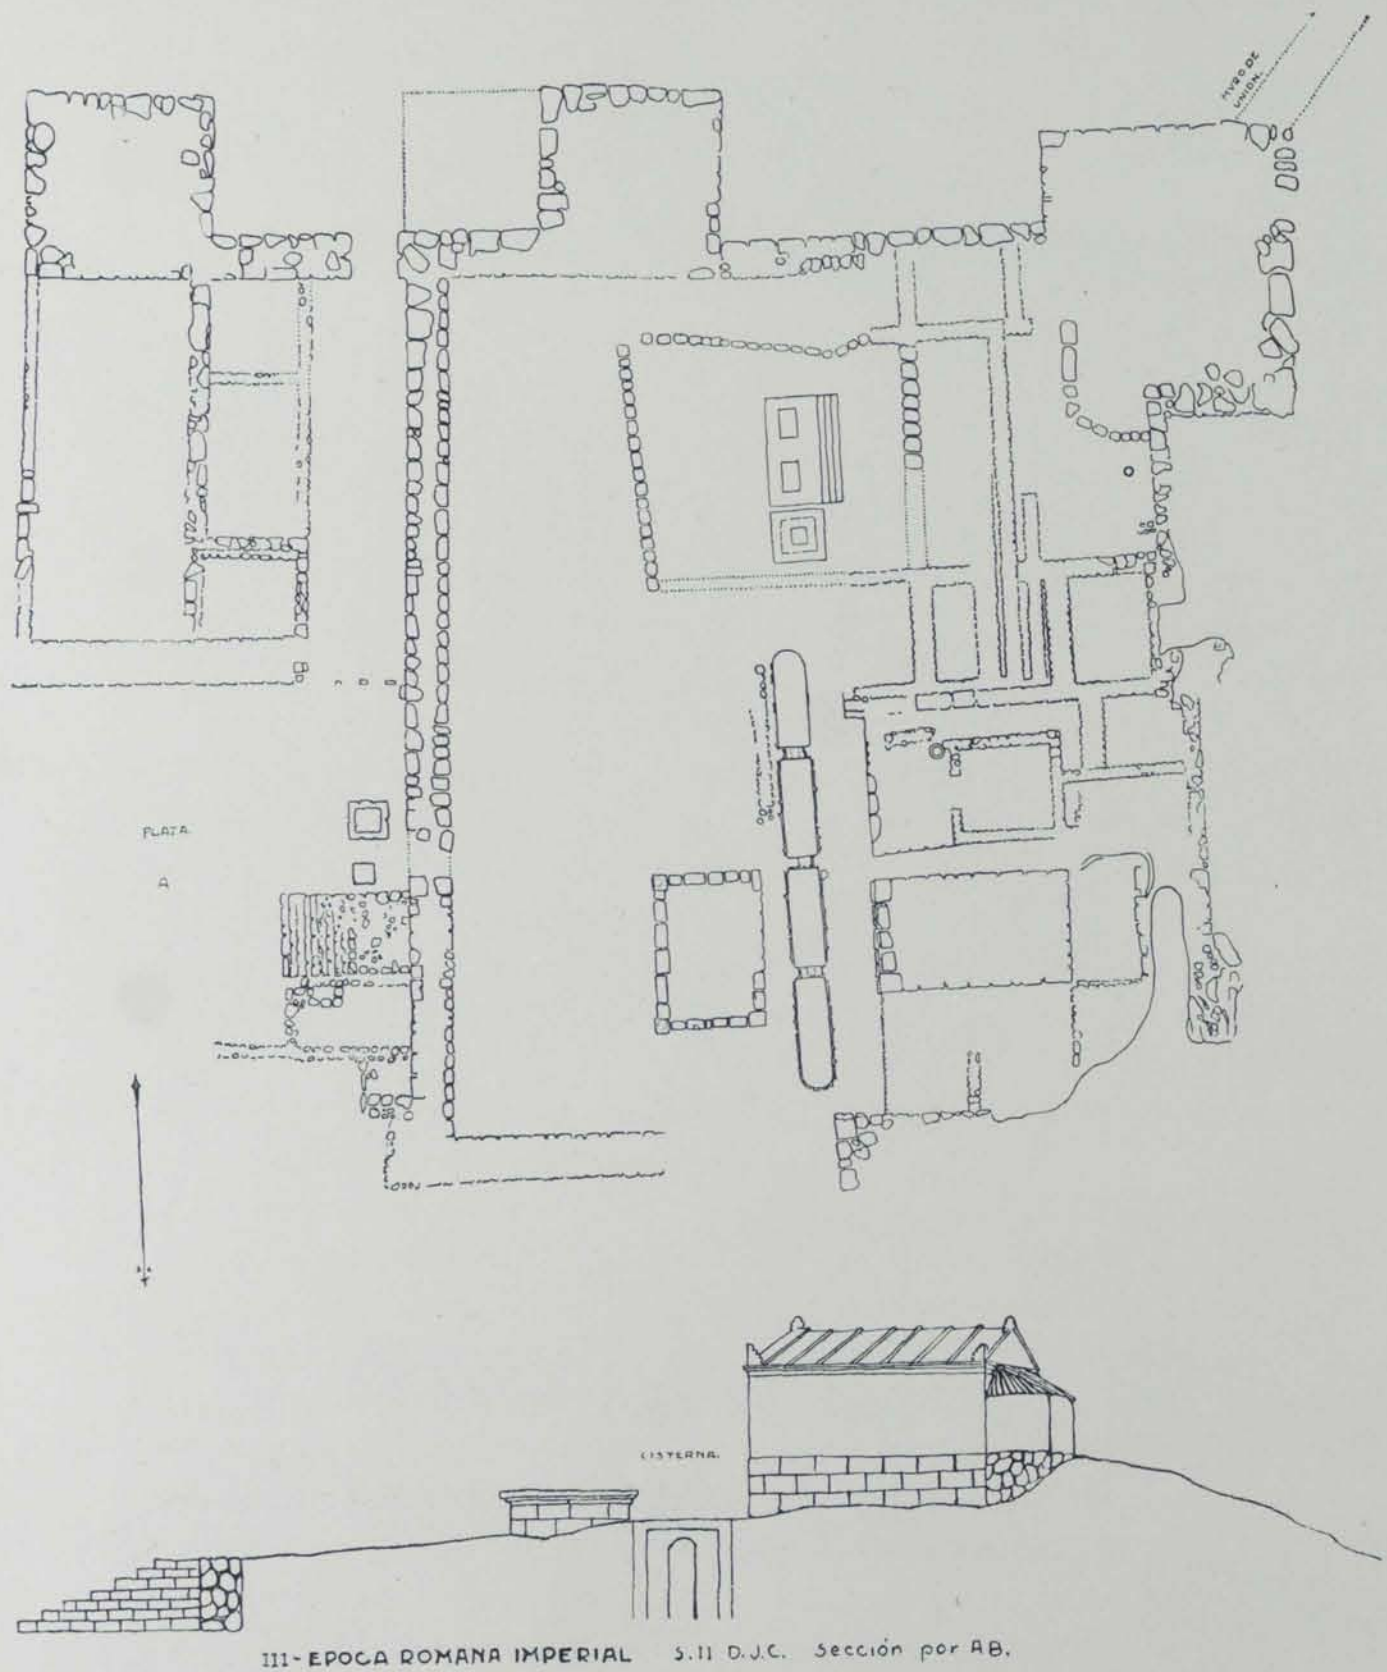 MURO DE
UNION.
PLAZA
A
CISTERNA.
III-EPOCA ROMANA IMPERIAL S.II D.J.C. Sección por AB.